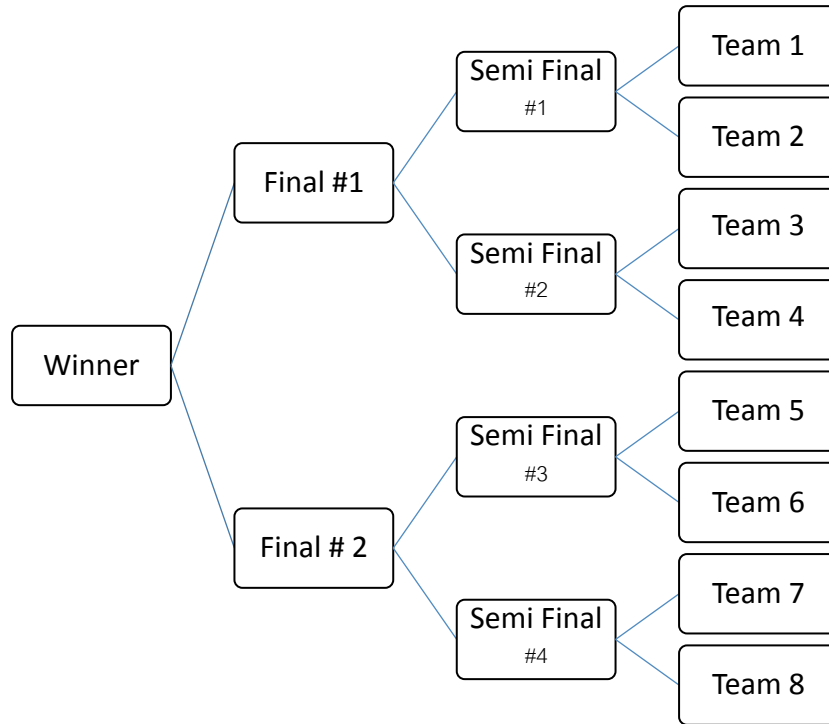 Team 1
Semi Final
#1
Team 2
Final #1
Team 3
Semi Final
#2
Team 4
Winner
Team 5
Semi Final
#3
Team 6
Final # 2
Team 7
Semi Final
#4
Team 8